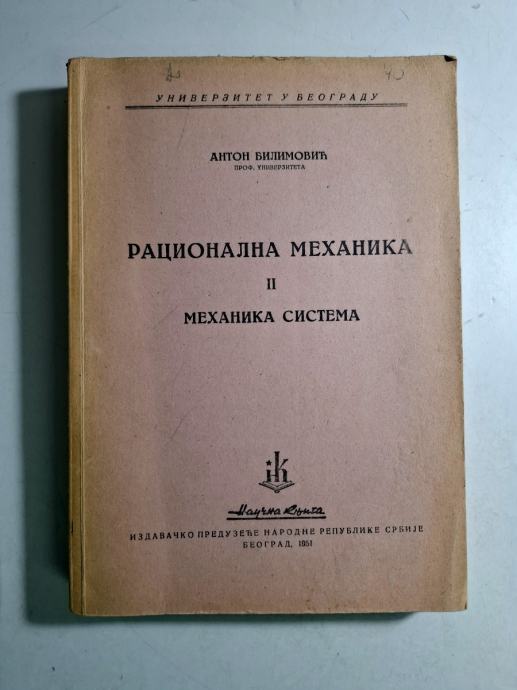 УНИВЕРЗИТЕТ У БЕОГРАДУ
АНТОН БИЛИМОВИЋ
ПРОФ. УНИВЕРЗИТЕТА
РАЦИОНАЛНА МЕХАНИКА
II
МЕХАНИКА СИСТЕМА
Научна Књига
ИЗДАВАЧКО ПРЕДУЗЕЋЕ НАРОДНЕ РЕПУБЛИКЕ СРБИЈЕ
БЕОГРАД, 1951